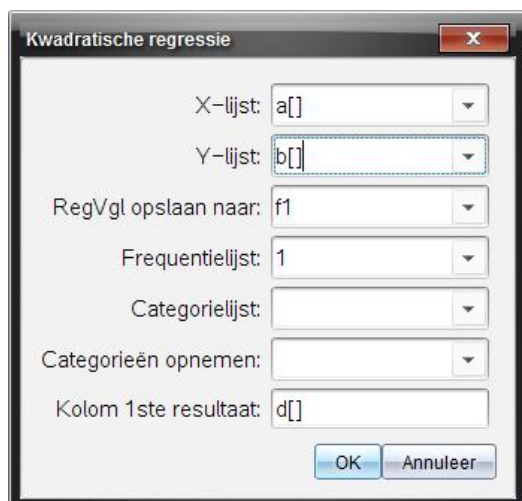 Kwadratische regressie
X-lijst: a[]
Y-lijst: b[]
RegVgl opslaan naar: f1
Frequentielijst: 1
Categorielijst:
Categorieën opnemen:
Kolom 1ste resultaat: d[]
OK Annuleer